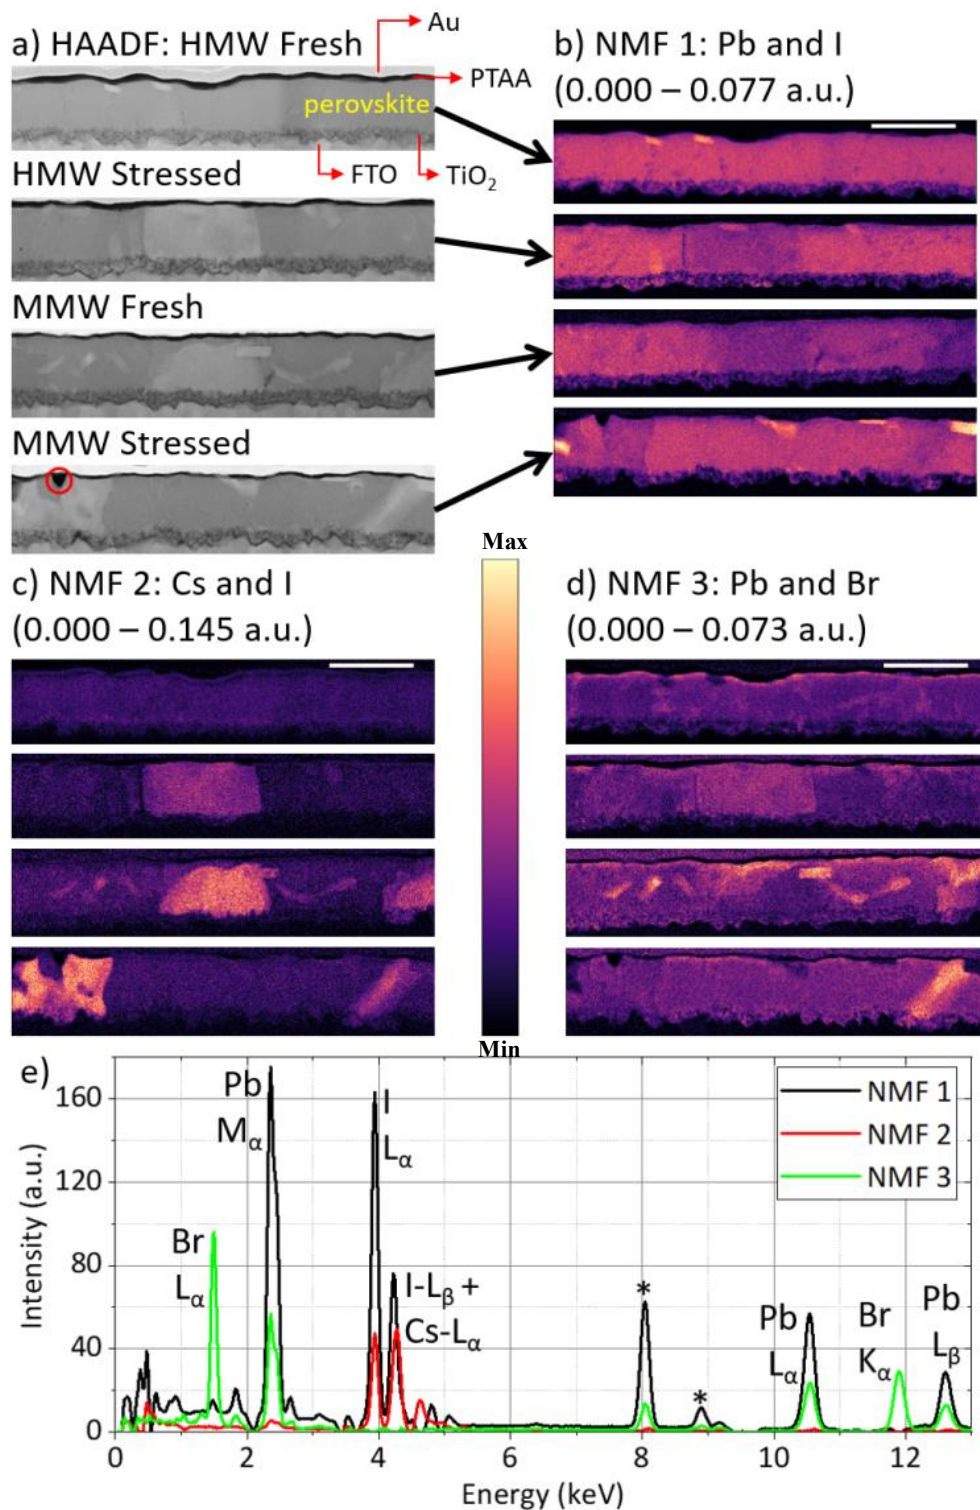 a) HAADF: HMW Fresh
Au
PTAA
perovskite
FTO
TiO₂
HMW Stressed
MMW Fresh
MMW Stressed
b) NMF 1: Pb and I
(0.000 – 0.077 a.u.)
Max
c) NMF 2: Cs and I
(0.000 – 0.145 a.u.)
d) NMF 3: Pb and Br
(0.000 – 0.073 a.u.)
Min
e)
Intensity (a.u.)
160
120
80
40
0
Br
Lα
Pb
Mα
I
Lα
I-Lβ +
Cs-Lα
*
*
Pb
Lα
Br
Kα
Pb
Lβ
NMF 1
NMF 2
NMF 3
0 2 4 6 8 10 12
Energy (keV)